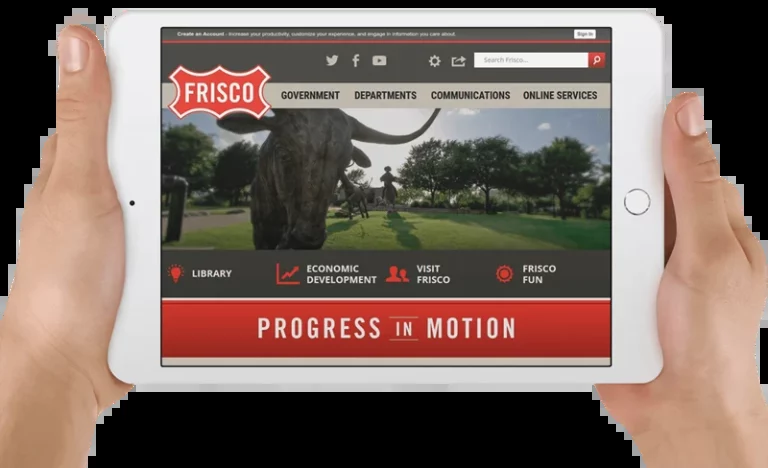 Create an Account - Increase your productivity, customize your experience, and engage in information you care about.
Sign In
Search Frisco...
FRISCO
GOVERNMENT DEPARTMENTS COMMUNICATIONS ONLINE SERVICES
LIBRARY
ECONOMIC
DEVELOPMENT
VISIT
FRISCO
FRISCO
FUN
PROGRESS IN MOTION